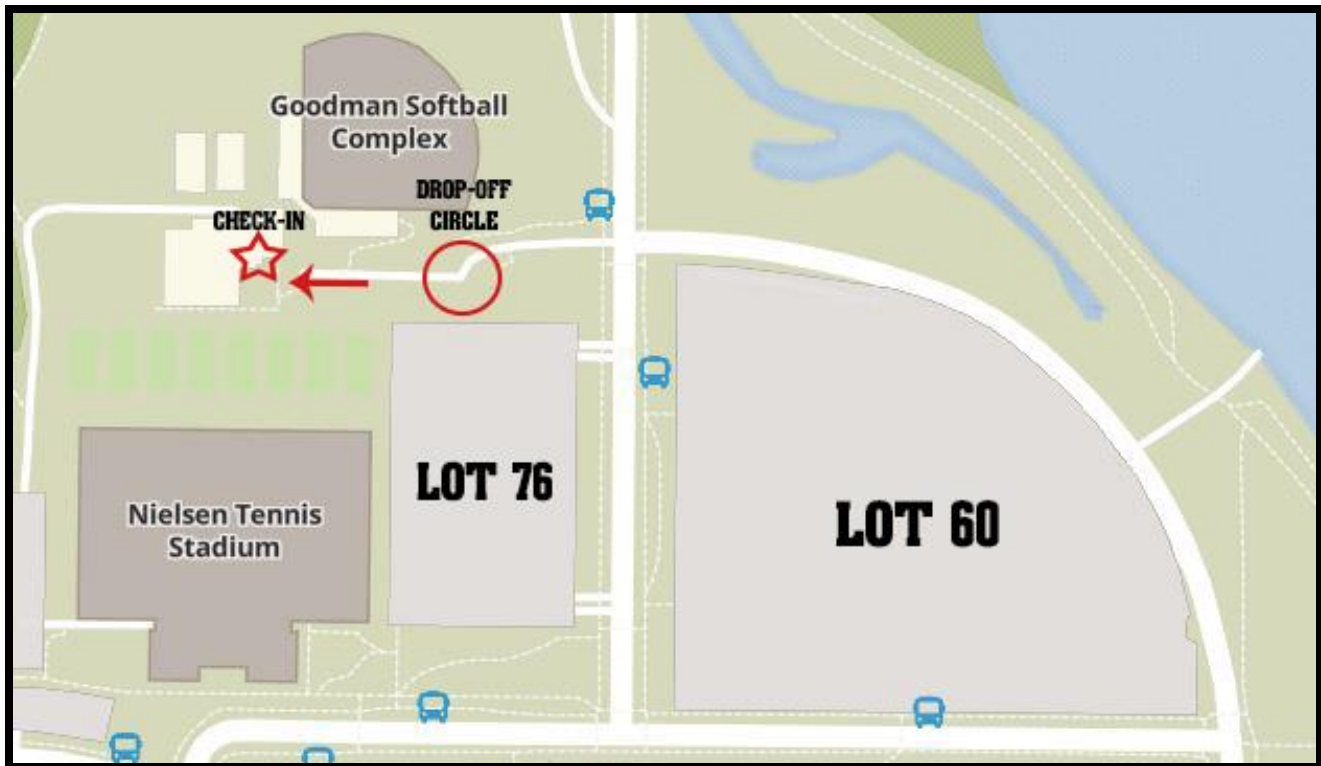 Goodman Softball
Complex
DROP-OFF
CIRCLE
CHECK-IN
LOT 76
LOT 60
Nielsen Tennis
Stadium